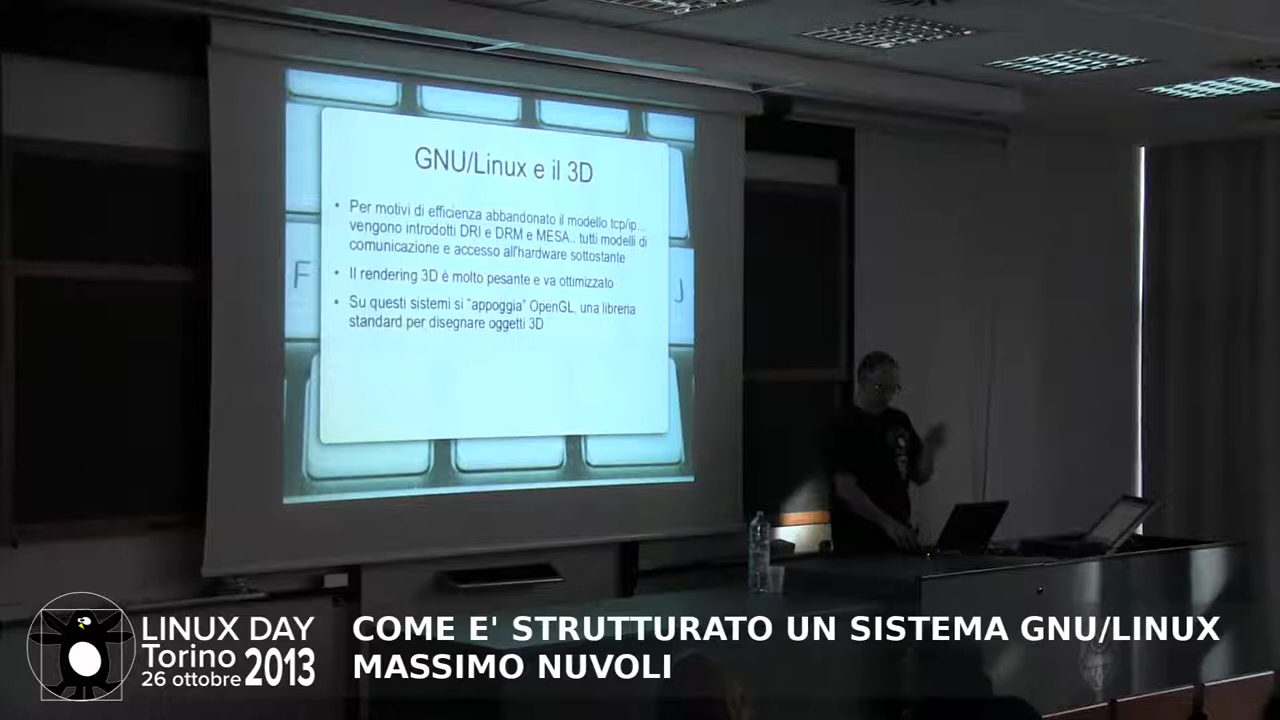 GNU/Linux e il 3D
• Per motivi di efficienza abbandonato il modello tcp/ip...
vengono introdotti DRI e DRM e MESA.. tutti modelli di
comunicazione e accesso all'hardware sottostante
• Il rendering 3D è molto pesante e va ottimizzato
• Su questi sistemi si "appoggia" OpenGL, una libreria
standard per disegnare oggetti 3D
F
J
LINUX DAY
Torino 2013
26 ottobre
COME E' STRUTTURATO UN SISTEMA GNU/LINUX
MASSIMO NUVOLI